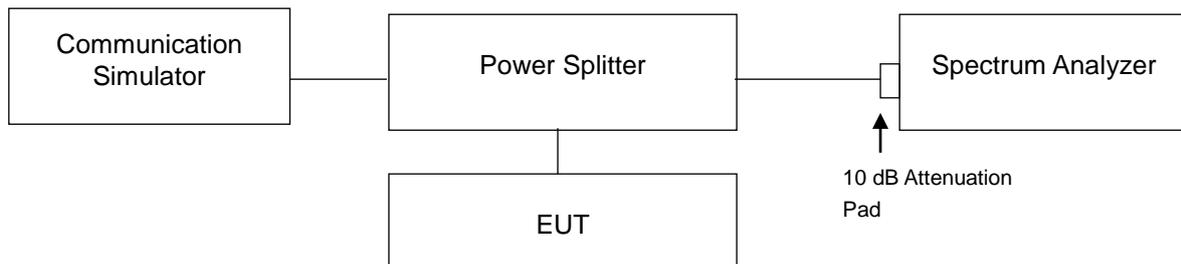 Communication
Simulator
Power Splitter
Spectrum Analyzer
10 dB Attenuation
Pad
EUT